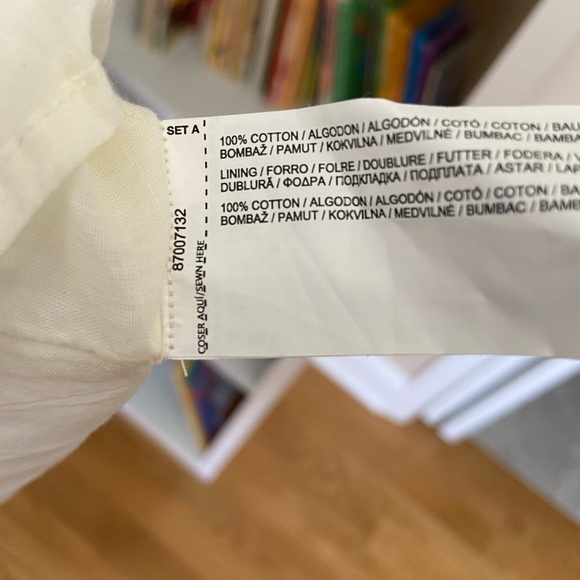 SET A
87007132
COSER AQUÍ/SEWN HERE
100% COTTON / ALGODON / ALGODÓN / COTÓ / COTON / BAU
BOMBAŽ / PAMUT / KOKVILNA / MEDVILNĖ / BUMBAC / BAMBA
LINING / FORRO / FOLRE / DOUBLURE / FUTTER / FODERA / V
DUBLURĂ / ΦΟΔΡΑ / ПОДКЛАДКА / ПОДПЛАТА / ASTAR / LAP
100% COTTON / ALGODON / ALGODÓN / COTÓ / COTON / BA
BOMBAŽ / PAMUT / KOKVILNA / MEDVILNĖ / BUMBAC / BAMB